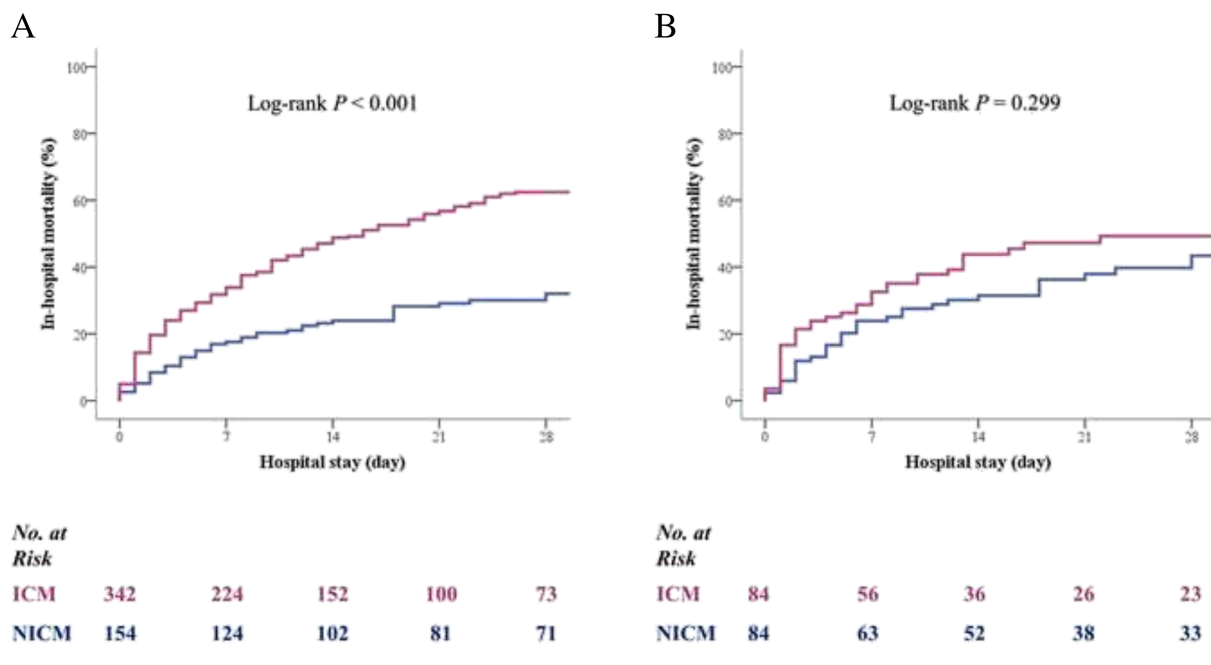 A
Log-rank P < 0.001
In-hospital mortality (%)
100
80
60
40
20
0
0 7 14 21 28
Hospital stay (day)
No. at
Risk
ICM 342 224 152 100 73
NICM 154 124 102 81 71
B
Log-rank P = 0.299
In-hospital mortality (%)
100
80
60
40
20
0
0 7 14 21 28
Hospital stay (day)
No. at
Risk
ICM 84 56 36 26 23
NICM 84 63 52 38 33